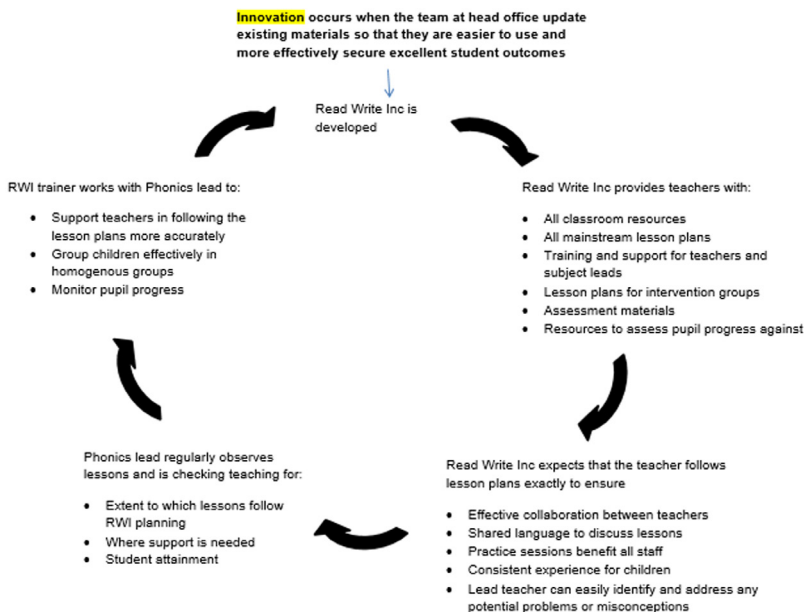 Innovation occurs when the team at head office update
existing materials so that they are easier to use and
more effectively secure excellent student outcomes
Read Write Inc is
developed
Read Write Inc provides teachers with:
• All classroom resources
• All mainstream lesson plans
• Training and support for teachers and
subject leads
• Lesson plans for intervention groups
• Assessment materials
• Resources to assess pupil progress against
Read Write Inc expects that the teacher follows
lesson plans exactly to ensure
• Effective collaboration between teachers
• Shared language to discuss lessons
• Practice sessions benefit all staff
• Consistent experience for children
• Lead teacher can easily identify and address any
potential problems or misconceptions
Phonics lead regularly observes
lessons and is checking teaching for:
• Extent to which lessons follow
RWI planning
• Where support is needed
• Student attainment
RWI trainer works with Phonics lead to:
• Support teachers in following the
lesson plans more accurately
• Group children effectively in
homogenous groups
• Monitor pupil progress